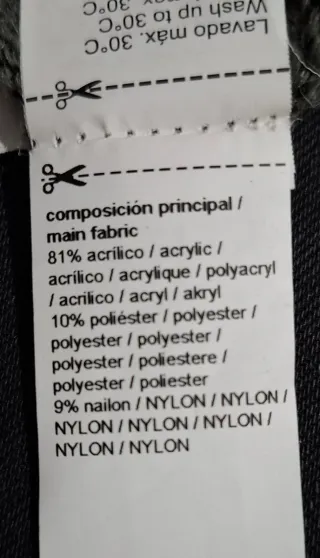 Lavado máx. 30°C
Wash up to 30°C
30°C
composición principal /
main fabric
81% acrílico / acrylic /
acrílico / acrylique / polyacryl
/ acrilico / acryl / akryl
10% poliéster / polyester /
polyester / polyester /
polyester / poliestere /
polyester / poliester
9% nailon / NYLON / NYLON /
NYLON / NYLON / NYLON /
NYLON / NYLON